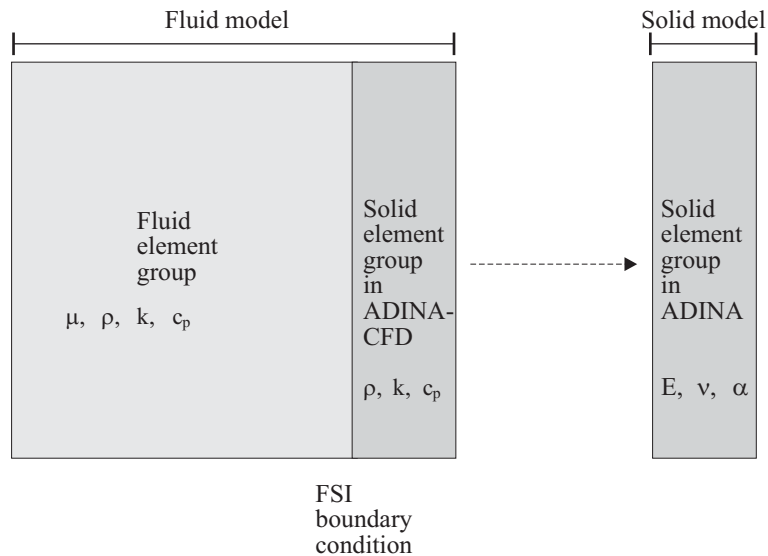 Fluid model
Solid model
Fluid
element
group
μ, ρ, k, cₚ
Solid
element
group
in
ADINA-
CFD
ρ, k, cₚ
Solid
element
group in
ADINA
E, ν, α
FSI
boundary
condition